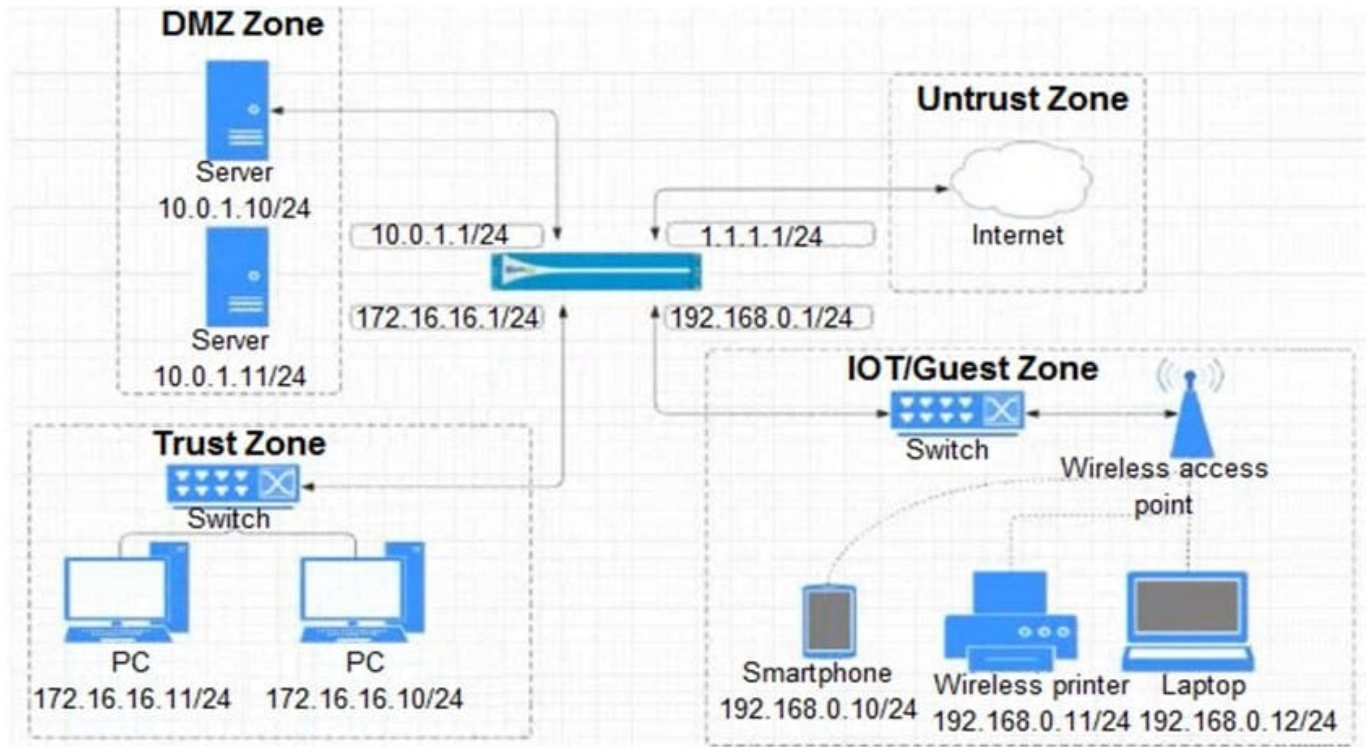 DMZ Zone
Server
10.0.1.10/24
Server
10.0.1.11/24
10.0.1.1/24
1.1.1.1/24
172.16.16.1/24
192.168.0.1/24
Untrust Zone
Internet
Trust Zone
Switch
PC
172.16.16.11/24
PC
172.16.16.10/24
IOT/Guest Zone
Switch
Wireless access
point
Smartphone
192.168.0.10/24
Wireless printer
192.168.0.11/24
Laptop
192.168.0.12/24